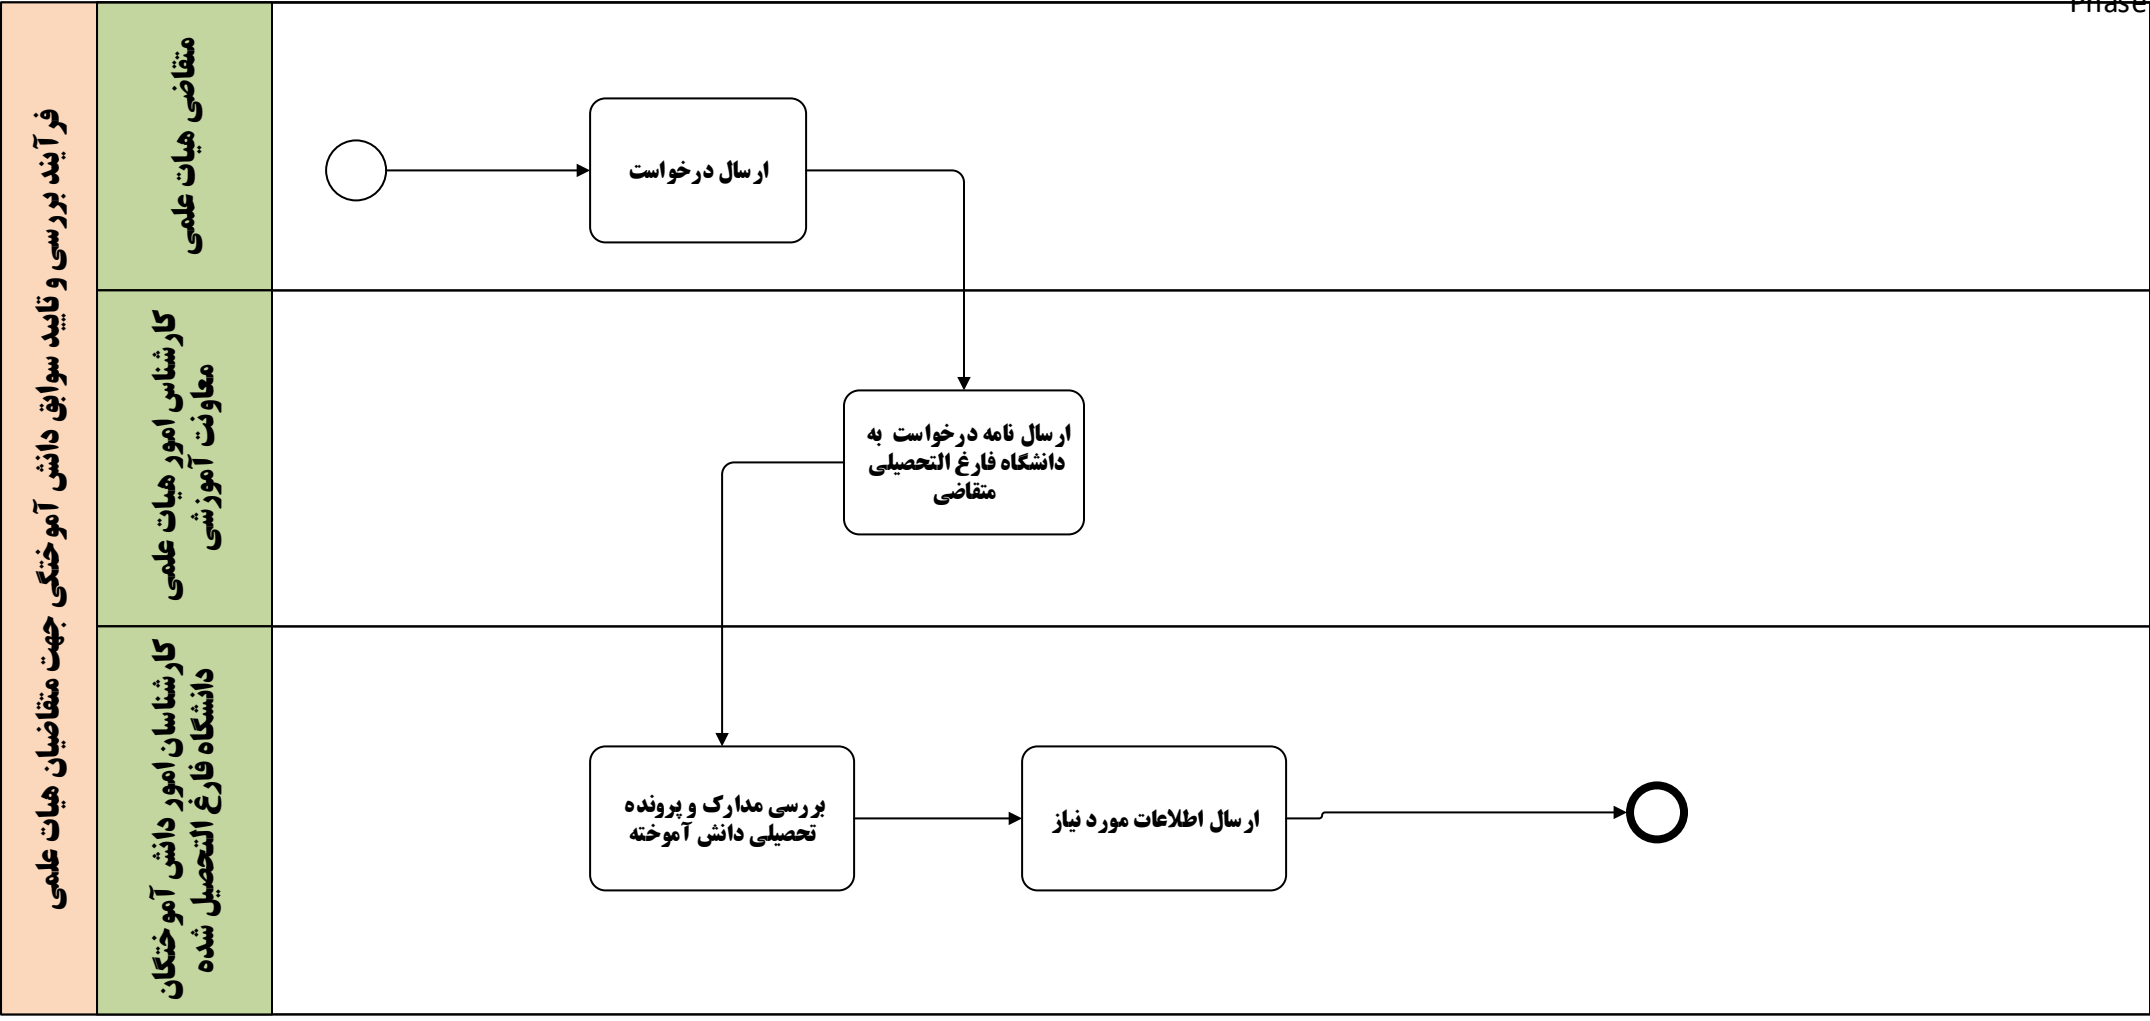 Phase
فرآیند بررسی و تایید سوابق دانش آموختگی جهت متقاضیان هیات علمی
متقاضی هیات علمی
ارسال درخواست
کارشناس امور هیات علمی
معاونت آموزشی
ارسال نامه درخواست به
دانشگاه فارغ التحصیلی
متقاضی
کارشناسان امور دانش آموختگان
دانشگاه فارغ التحصیل شده
بررسی مدارک و پرونده
تحصیلی دانش آموخته
ارسال اطلاعات مورد نیاز